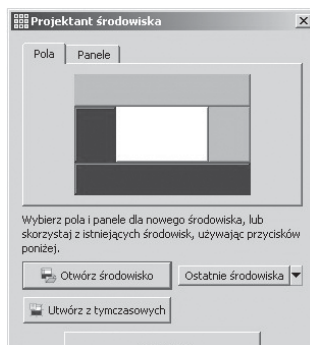 Projektant środowiska
Pola Panele
Wybierz pola i panele dla nowego środowiska, lub
skorzystaj z istniejących środowisk, używając przycisków
poniżej.
Otwórz środowisko Ostatnie środowiska
Utwórz z tymczasowych